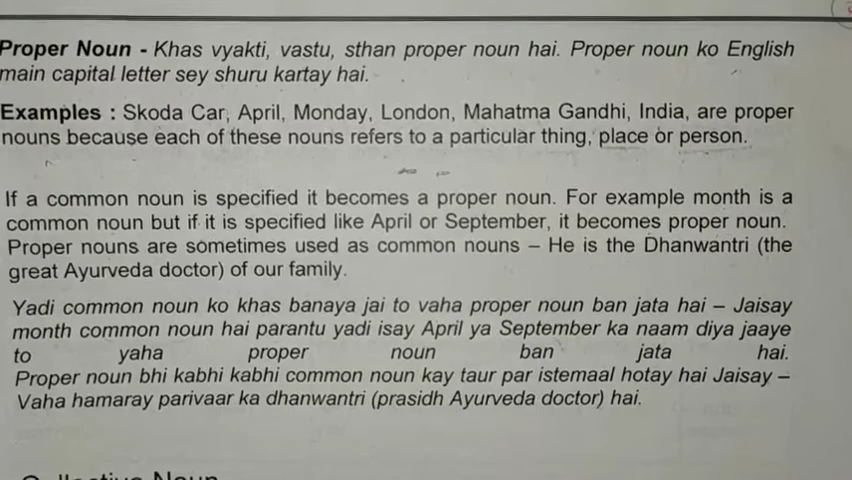 Proper Noun - Khas vyakti, vastu, sthan proper noun hai. Proper noun ko English
main capital letter sey shuru kartay hai.
Examples : Skoda Car, April, Monday, London, Mahatma Gandhi, India, are proper
nouns because each of these nouns refers to a particular thing, place or person.
If a common noun is specified it becomes a proper noun. For example month is a
common noun but if it is specified like April or September, it becomes proper noun.
Proper nouns are sometimes used as common nouns – He is the Dhanwantri (the
great Ayurveda doctor) of our family.
Yadi common noun ko khas banaya jai to vaha proper noun ban jata hai – Jaisay
month common noun hai parantu yadi isay April ya September ka naam diya jaaye
to yaha proper noun ban jata hai.
Proper noun bhi kabhi kabhi common noun kay taur par istemaal hotay hai Jaisay –
Vaha hamaray parivaar ka dhanwantri (prasidh Ayurveda doctor) hai.
Noun